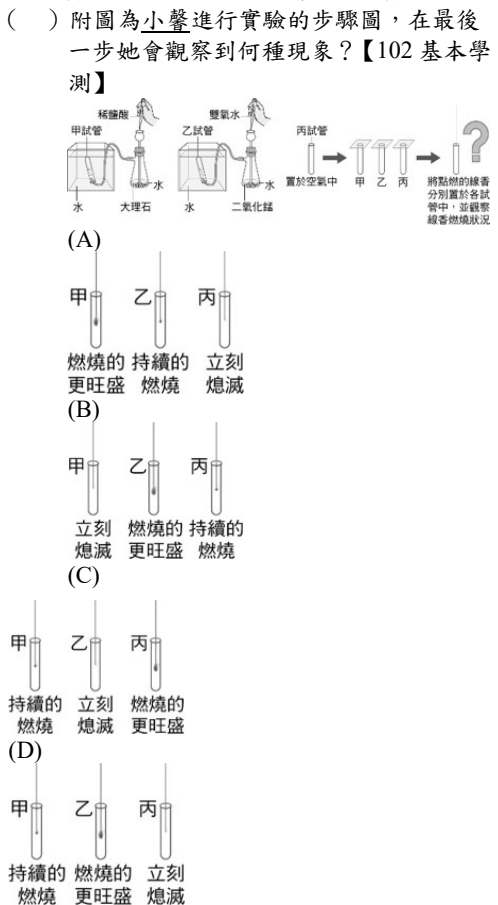 （　）附圖為小馨進行實驗的步驟圖，在最後
一步她會觀察到何種現象？【102 基本學
測】
稀鹽酸 雙氧水
甲試管 乙試管 丙試管
水 水
置於空氣中 甲 乙 丙 將點燃的線香
分別置於各試
管中，並觀察
線香燃燒狀況
水 大理石 水 二氧化錳
(A)
甲 乙 丙
燃燒的 持續的 立刻
更旺盛 燃燒 熄滅
(B)
甲 乙 丙
立刻 燃燒的 持續的
熄滅 更旺盛 燃燒
(C)
甲 乙 丙
持續的 立刻 燃燒的
燃燒 熄滅 更旺盛
(D)
甲 乙 丙
持續的 燃燒的 立刻
燃燒 更旺盛 熄滅